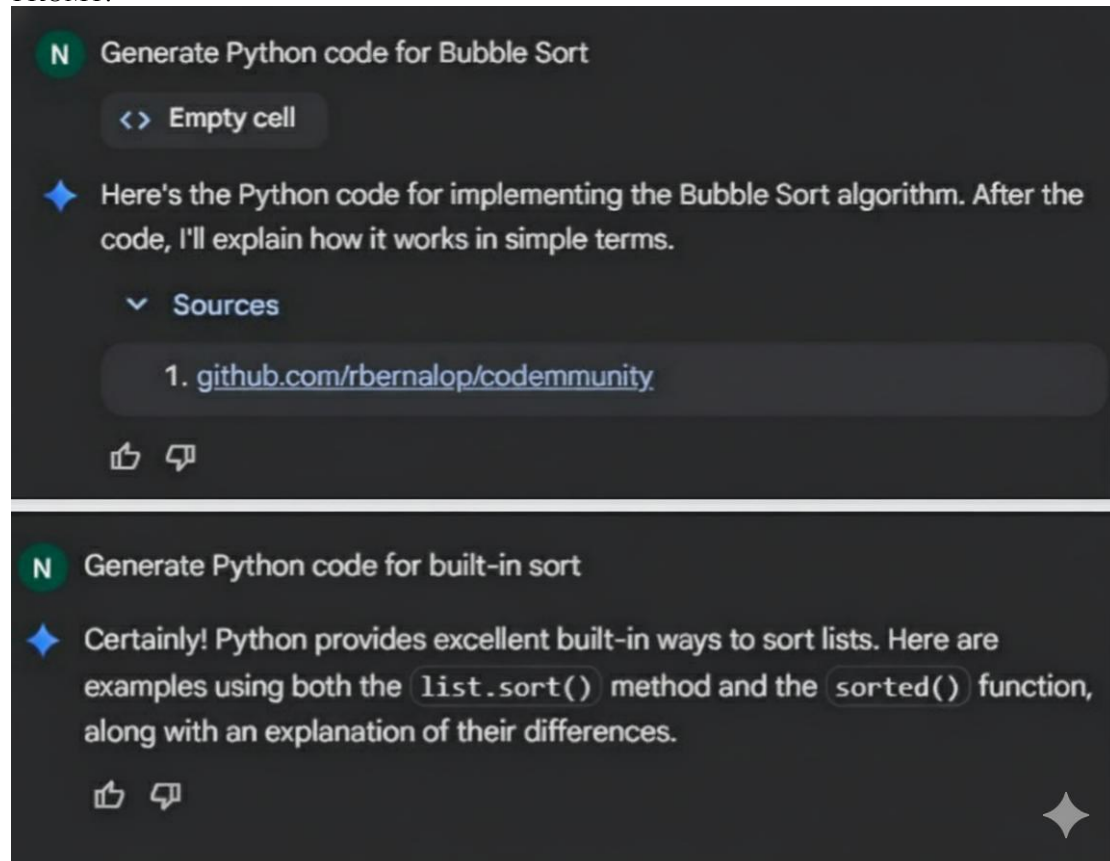 N Generate Python code for Bubble Sort
<> Empty cell
Here's the Python code for implementing the Bubble Sort algorithm. After the
code, I'll explain how it works in simple terms.
Sources
1. github.com/rbernalop/codemmunity
N Generate Python code for built-in sort
Certainly! Python provides excellent built-in ways to sort lists. Here are
examples using both the list.sort() method and the sorted() function,
along with an explanation of their differences.